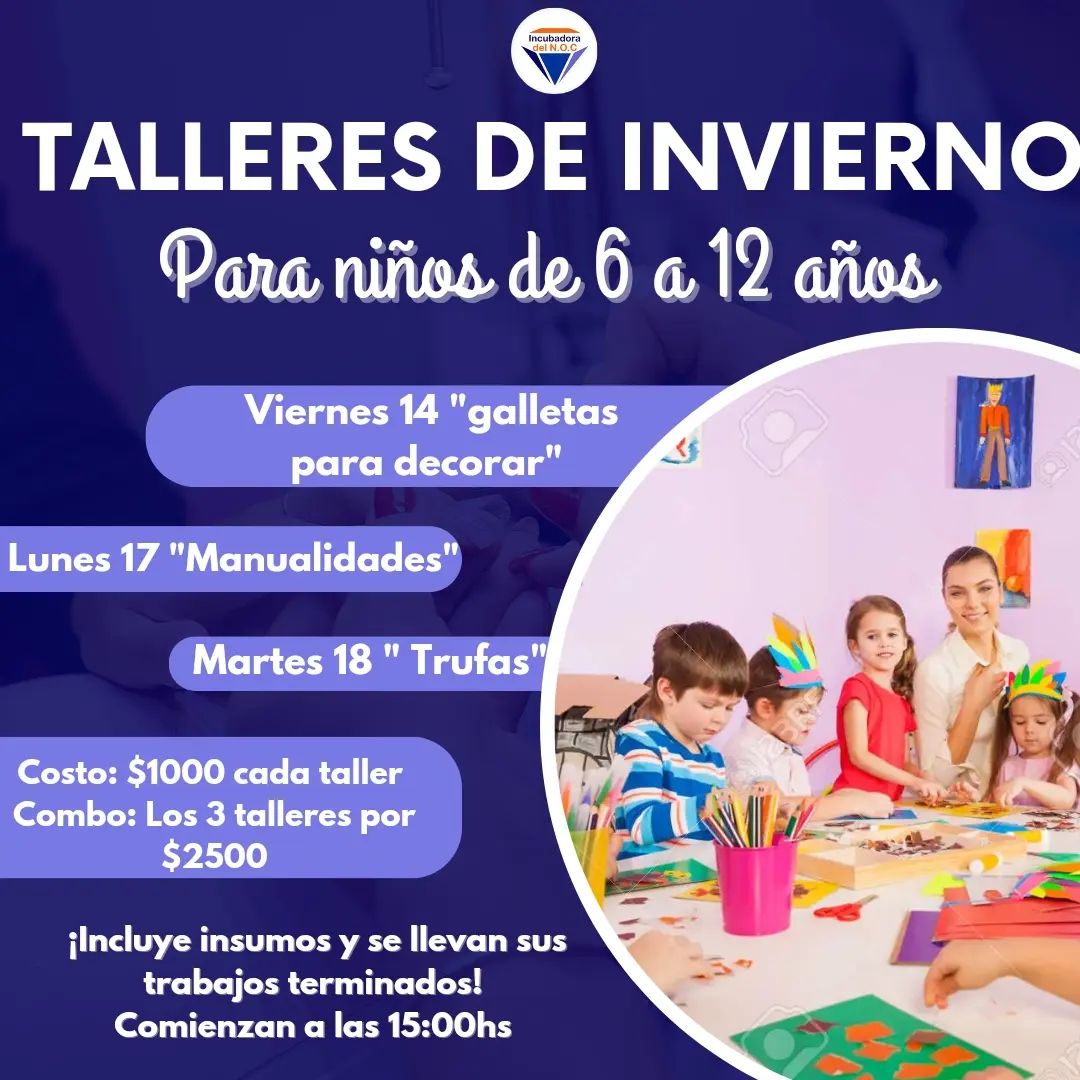 Incubadora
del N.O.C
TALLERES DE INVIERNO
Para niños de 6 a 12 años
Viernes 14 "galletas
para decorar"
Lunes 17 "Manualidades"
Martes 18 " Trufas"
Costo: $1000 cada taller
Combo: Los 3 talleres por
$2500
¡Incluye insumos y se llevan sus
trabajos terminados!
Comienzan a las 15:00hs